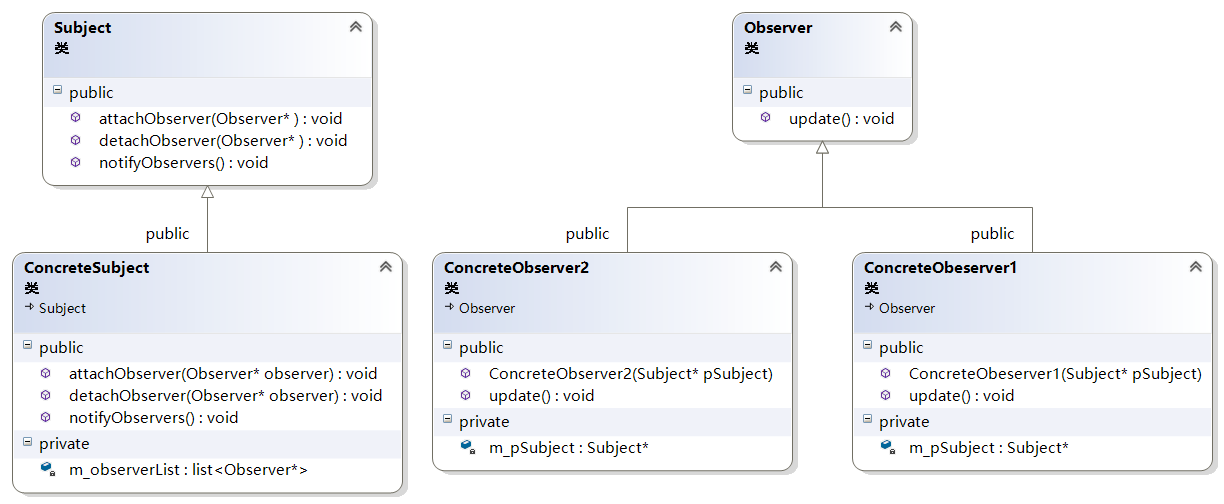 Subject
类
public
attachObserver(Observer* ) : void
detachObserver(Observer* ) : void
notifyObservers() : void
Observer
类
public
update() : void
public
public
public
ConcreteSubject
类
Subject
public
attachObserver(Observer* observer) : void
detachObserver(Observer* observer) : void
notifyObservers() : void
private
m_observerList : list<Observer*>
ConcreteObserver2
类
Observer
public
ConcreteObserver2(Subject* pSubject)
update() : void
private
m_pSubject : Subject*
ConcreteObeserver1
类
Observer
public
ConcreteObeserver1(Subject* pSubject)
update() : void
private
m_pSubject : Subject*